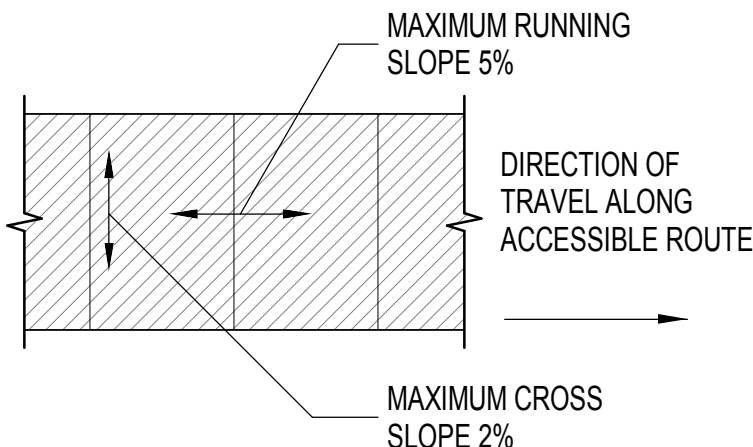 MAXIMUM RUNNING
SLOPE 5%
DIRECTION OF
TRAVEL ALONG
ACCESSIBLE ROUTE
MAXIMUM CROSS
SLOPE 2%